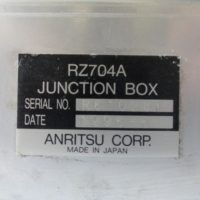 RZ704A
JUNCTION BOX
SERIAL NO.
DATE
ANRITSU CORP.
MADE IN JAPAN